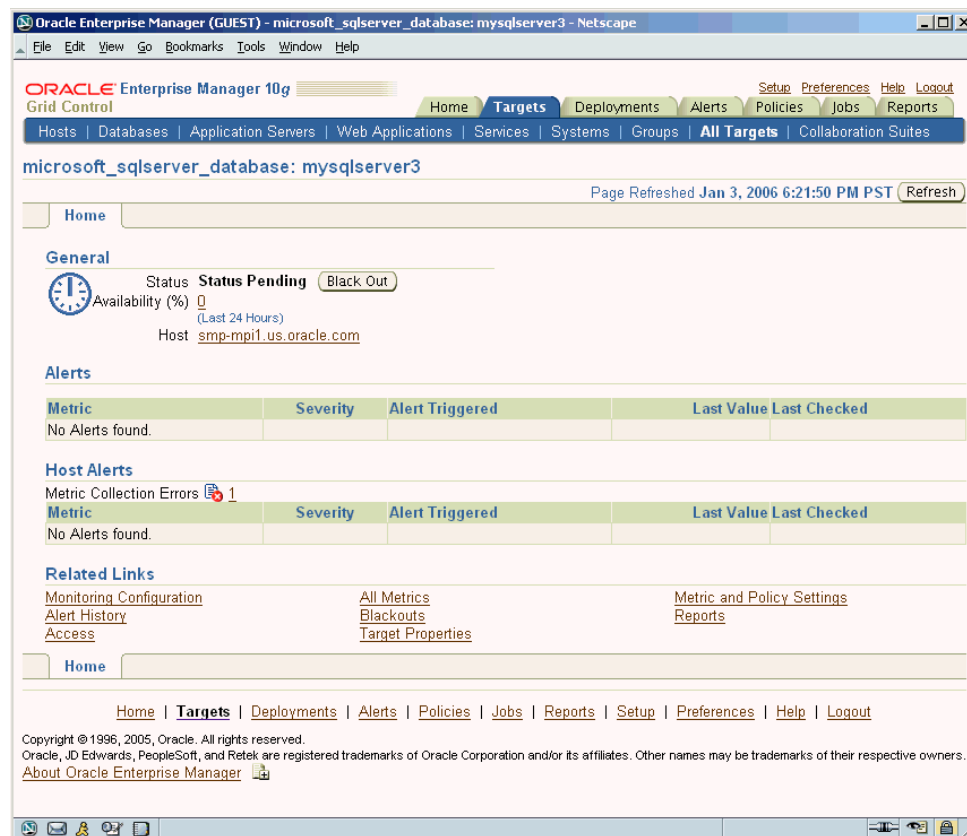 Oracle Enterprise Manager (GUEST) - microsoft_sqlserver_database: mysqlserver3 - Netscape
File Edit View Go Bookmarks Tools Window Help
ORACLE Enterprise Manager 10g
Grid Control
Setup Preferences Help Logout
Home Targets Deployments Alerts Policies Jobs Reports
Hosts | Databases | Application Servers | Web Applications | Services | Systems | Groups | All Targets | Collaboration Suites
microsoft_sqlserver_database: mysqlserver3
Page Refreshed Jan 3, 2006 6:21:50 PM PST Refresh
Home
General
Status Status Pending Black Out
Availability (%) 0
(Last 24 Hours)
Host smp-mpi1.us.oracle.com
Alerts
Metric Severity Alert Triggered Last Value Last Checked
No Alerts found.
Host Alerts
Metric Collection Errors 1
Metric Severity Alert Triggered Last Value Last Checked
No Alerts found.
Related Links
Monitoring Configuration All Metrics Metric and Policy Settings
Alert History Blackouts Reports
Access Target Properties
Home
Home | Targets | Deployments | Alerts | Policies | Jobs | Reports | Setup | Preferences | Help | Logout
Copyright © 1996, 2005, Oracle. All rights reserved.
Oracle, JD Edwards, PeopleSoft, and Retek are registered trademarks of Oracle Corporation and/or its affiliates. Other names may be trademarks of their respective owners.
About Oracle Enterprise Manager